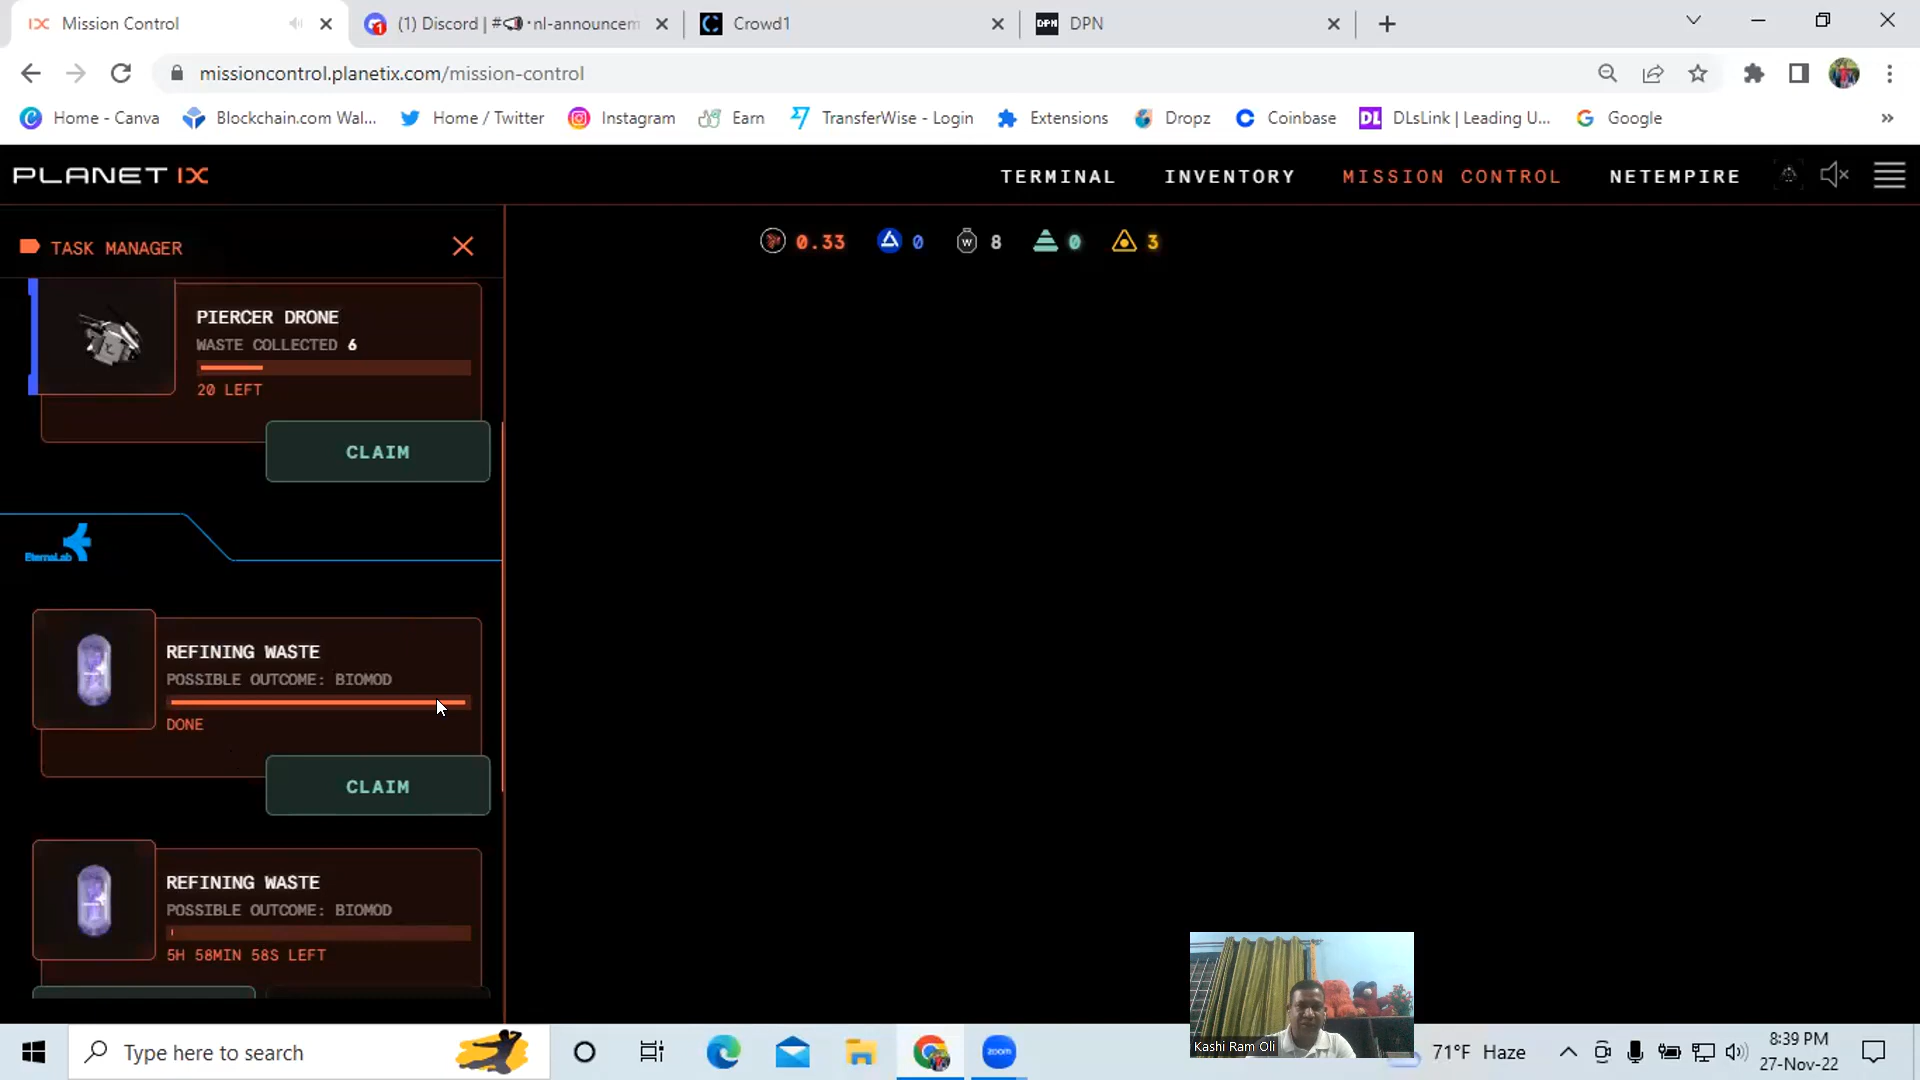 Mission Control
(1) Discord | #📢・nl-announcem
Crowd1
DPN
DPN
missioncontrol.planetix.com/mission-control
Home - Canva
Blockchain.com Wal...
Home / Twitter
Instagram
Earn
TransferWise - Login
Extensions
Dropz
Coinbase
DL
DLsLink | Leading U...
Google
PLANET IX
TERMINAL
INVENTORY
MISSION CONTROL
NETEMPIRE
TASK MANAGER
0.33
0
W
8
0
3
PIERCER DRONE
WASTE COLLECTED 6
20 LEFT
CLAIM
EternaLab
REFINING WASTE
POSSIBLE OUTCOME: BIOMOD
DONE
CLAIM
REFINING WASTE
POSSIBLE OUTCOME: BIOMOD
5H 58MIN 58S LEFT
Kashi Ram Oli
Type here to search
zoom
71°F Haze
8:39 PM
27-Nov-22